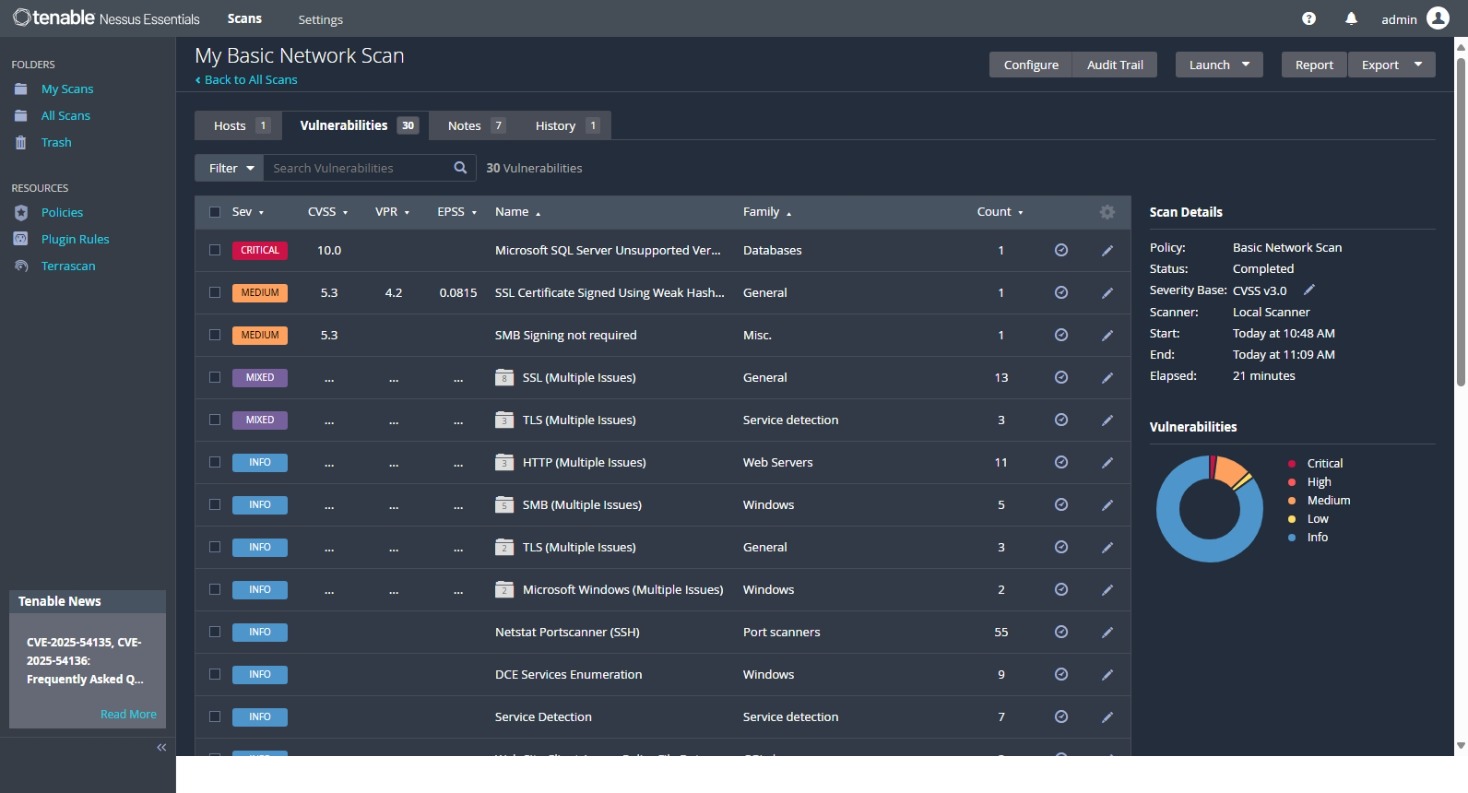 tenable Nessus Essentials Scans Settings admin
FOLDERS
My Scans
All Scans
Trash
RESOURCES
Policies
Plugin Rules
Terrascan
Tenable News
CVE-2025-54135, CVE-
2025-54136:
Frequently Asked Q...
Read More
My Basic Network Scan
Back to All Scans
Configure Audit Trail Launch Report Export
Hosts 1 Vulnerabilities 30 Notes 7 History 1
Filter Search Vulnerabilities 30 Vulnerabilities
Sev CVSS VPR EPSS Name Family Count
CRITICAL 10.0 Microsoft SQL Server Unsupported Ver... Databases 1
MEDIUM 5.3 4.2 0.0815 SSL Certificate Signed Using Weak Hash... General 1
MEDIUM 5.3 SMB Signing not required Misc. 1
MIXED ... ... ... 8 SSL (Multiple Issues) General 13
MIXED ... ... ... 3 TLS (Multiple Issues) Service detection 3
INFO ... ... ... 3 HTTP (Multiple Issues) Web Servers 11
INFO ... ... ... 5 SMB (Multiple Issues) Windows 5
INFO ... ... ... 2 TLS (Multiple Issues) General 3
INFO ... ... ... 2 Microsoft Windows (Multiple Issues) Windows 2
INFO Netstat Portscanner (SSH) Port scanners 55
INFO DCE Services Enumeration Windows 9
INFO Service Detection Service detection 7
Scan Details
Policy: Basic Network Scan
Status: Completed
Severity Base: CVSS v3.0
Scanner: Local Scanner
Start: Today at 10:48 AM
End: Today at 11:09 AM
Elapsed: 21 minutes
Vulnerabilities
Critical
High
Medium
Low
Info